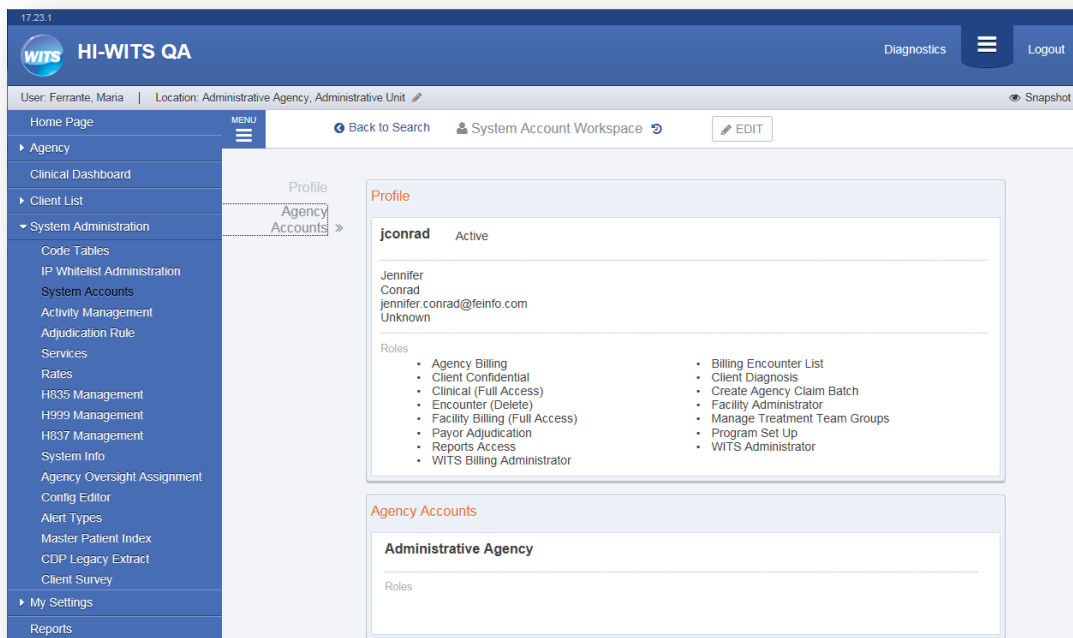 17.23.1
WITS HI-WITS QA Diagnostics Logout
User: Ferrante, Maria | Location: Administrative Agency, Administrative Unit Snapshot
Home Page
Agency
Clinical Dashboard
Client List
System Administration
Code Tables
IP Whitelist Administration
System Accounts
Activity Management
Adjudication Rule
Services
Rates
H835 Management
H999 Management
H837 Management
System Info
Agency Oversight Assignment
Config Editor
Alert Types
Master Patient Index
CDP Legacy Extract
Client Survey
My Settings
Reports
MENU
Back to Search System Account Workspace EDIT
Profile
Agency
Accounts »
Profile
jconrad Active
Jennifer
Conrad
jennifer.conrad@feinfo.com
Unknown
Roles
• Agency Billing
• Client Confidential
• Clinical (Full Access)
• Encounter (Delete)
• Facility Billing (Full Access)
• Payor Adjudication
• Reports Access
• WITS Billing Administrator
• Billing Encounter List
• Client Diagnosis
• Create Agency Claim Batch
• Facility Administrator
• Manage Treatment Team Groups
• Program Set Up
• WITS Administrator
Agency Accounts
Administrative Agency
Roles